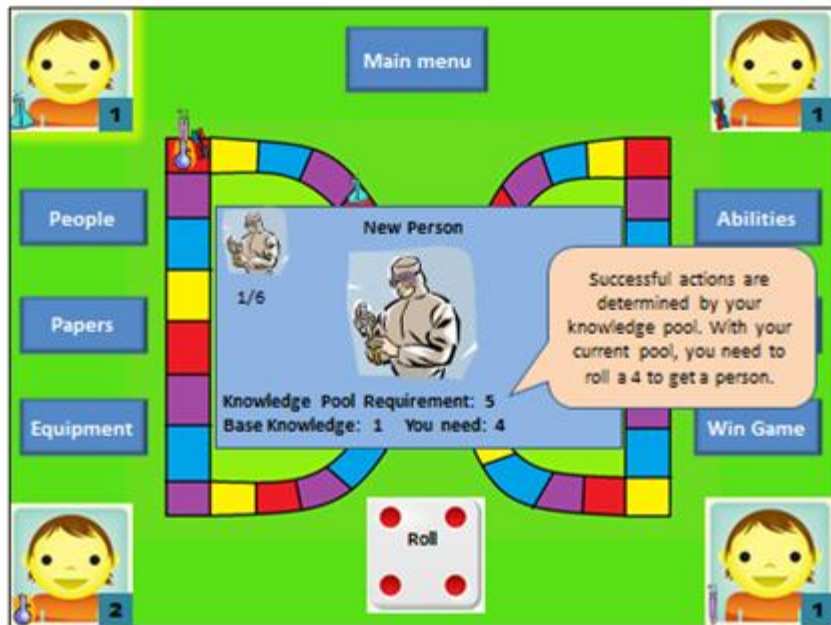 1
Main menu
1
People
Abilities
New Person
1/6
Successful actions are
determined by your
knowledge pool. With your
current pool, you need to
roll a 4 to get a person.
Papers
Knowledge Pool Requirement: 5
Base Knowledge: 1 You need: 4
Equipment
Win Game
Roll
2
1